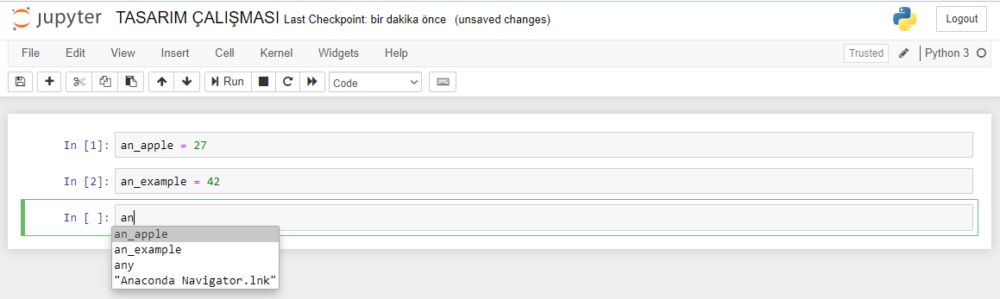 jupyter TASARIM ÇALIŞMASI Last Checkpoint: bir dakika önce (unsaved changes) Logout
File Edit View Insert Cell Kernel Widgets Help Trusted Python 3
Run Code
In [1]: an_apple = 27
In [2]: an_example = 42
In [ ]: an
an_apple
an_example
any
"Anaconda Navigator.lnk"